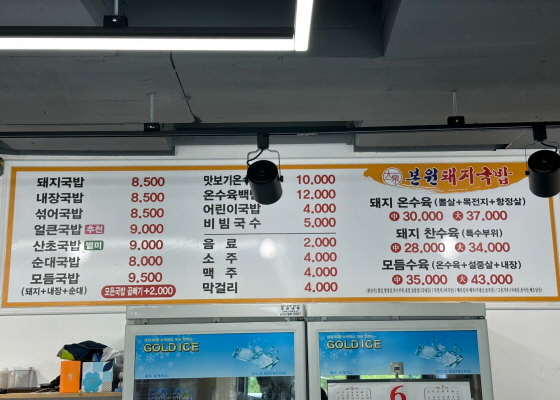 돼지국밥 8,500
내장국밥 8,500
섞어국밥 8,500
얼큰국밥 추천 9,000
산초국밥 별미 9,000
순대국밥 8,000
모듬국밥 9,500
(돼지+내장+순대) 모든국밥 곱빼기+2,000
맛보기온수 10,000
온수육백 12,000
어린이국밥 4,000
비빔국수 5,000
음료 2,000
소주 4,000
맥주 4,000
막걸리 4,000
본원돼지국밥
돼지 온수육 (뽈살+목전지+항정살)
中 30,000 大 37,000
돼지 찬수육 (특수부위)
中 28,000 大 34,000
모듬수육 (온수육+설중살+내장)
中 35,000 大 43,000
GOLD ICE
GOLD ICE
6